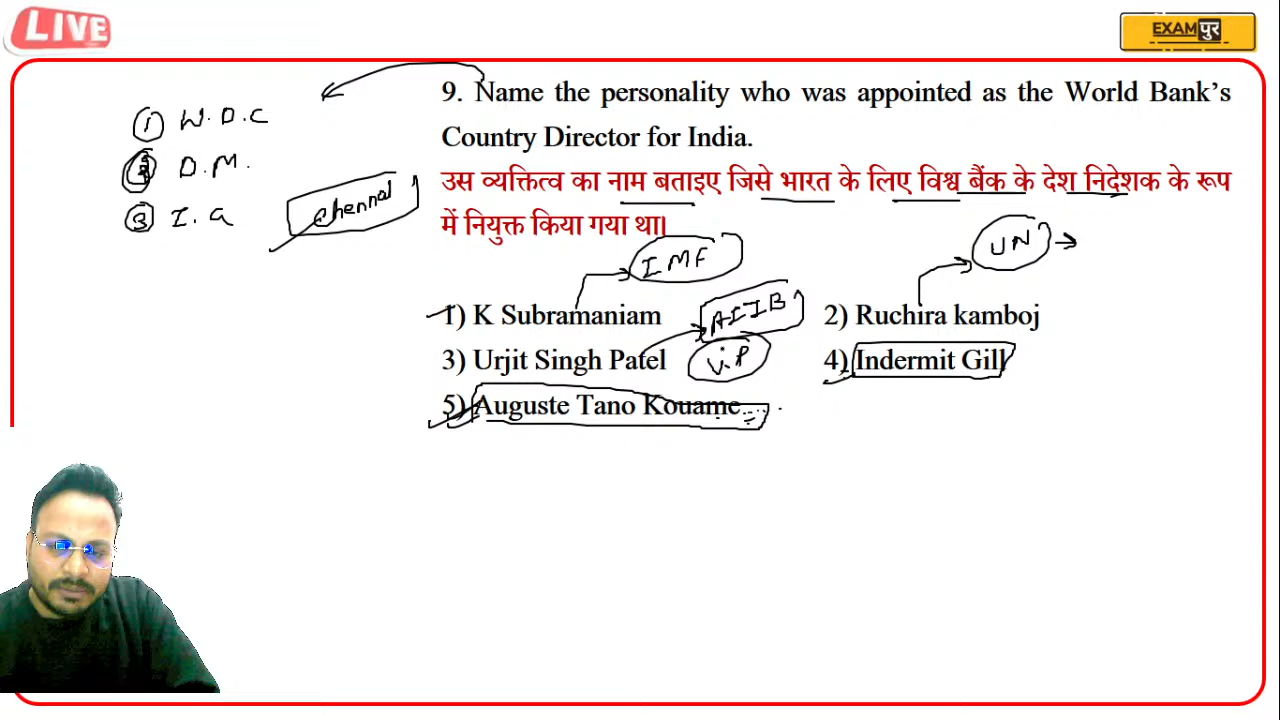 LIVE
EXAMपुर
9. Name the personality who was appointed as the World Bank's
Country Director for India.
उस व्यक्तित्व का नाम बताइए जिसे भारत के लिए विश्व बैंक के देश निदेशक के रूप
में नियुक्त किया गया था।
1) K Subramaniam
2) Ruchira kamboj
3) Urjit Singh Patel
4) Indermit Gill
5) Auguste Tano Kouame
1 W.D.C
D.M.
3 I.G
Chennai
IMF
UN
AIIB
V.P